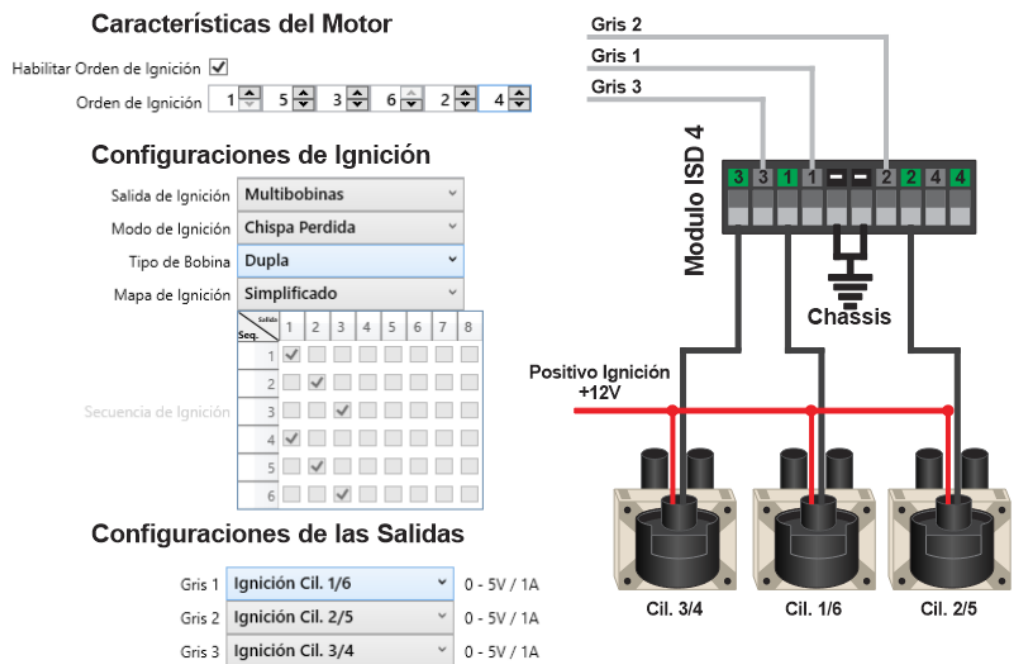 Características del Motor
Habilitar Orden de Ignición
Orden de Ignición 1 5 3 6 2 4
Configuraciones de Ignición
Salida de Ignición Multibobinas
Modo de Ignición Chispa Perdida
Tipo de Bobina Dupla
Mapa de Ignición Simplificado
Salida
Seq. 1 2 3 4 5 6 7 8
1
2
Secuencia de Ignición 3
4
5
6
Configuraciones de las Salidas
Gris 1 Ignición Cil. 1/6 0 - 5V / 1A
Gris 2 Ignición Cil. 2/5 0 - 5V / 1A
Gris 3 Ignición Cil. 3/4 0 - 5V / 1A
Gris 2
Gris 1
Gris 3
Modulo ISD 4
3 3 1 1 - - 2 2 4 4
Chassis
Positivo Ignición
+12V
Cil. 3/4 Cil. 1/6 Cil. 2/5